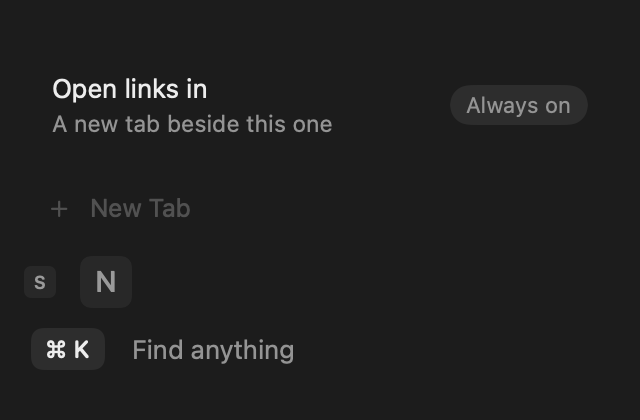 Open links in
A new tab beside this one
Always on
+ New Tab
S N
⌘ K Find anything